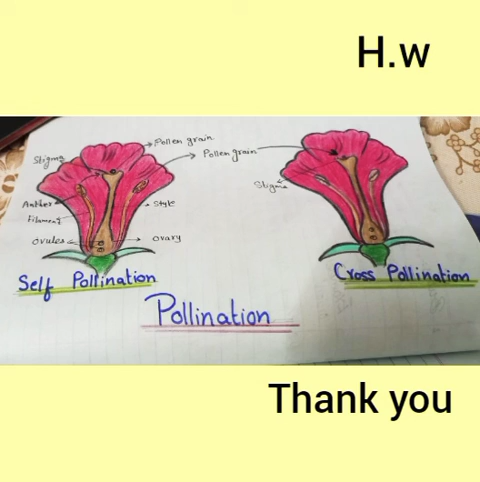 H.w
Pollen grain
Stigma
Pollen grain
Stigma
Anther
Style
Filament
ovules
ovary
Self Pollination
Cross Pollination
Pollination
Thank you